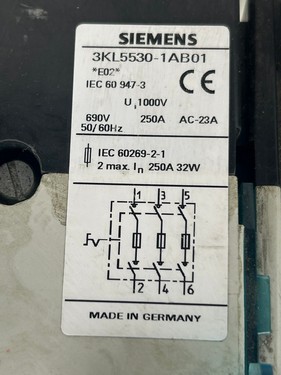 SIEMENS
3KL5530-1AB01
*E02*
CE
IEC 60 947-3
Ui 1000V
690V 250A AC-23A
50/60Hz
IEC 60269-2-1
2 max. In 250A 32W
1 3 5
2 4 6
MADE IN GERMANY